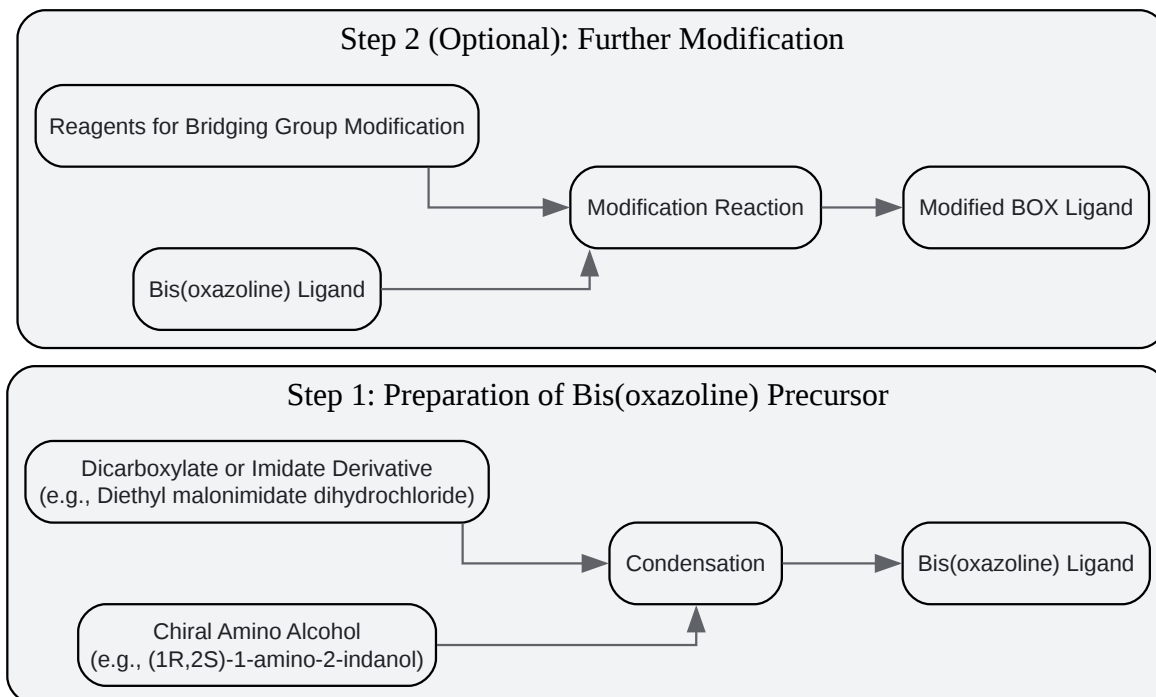 Step 2 (Optional): Further Modification
Reagents for Bridging Group Modification
Modification Reaction
Modified BOX Ligand
Bis(oxazoline) Ligand
Step 1: Preparation of Bis(oxazoline) Precursor
Dicarboxylate or Imidate Derivative
(e.g., Diethyl malonimidate dihydrochloride)
Condensation
Bis(oxazoline) Ligand
Chiral Amino Alcohol
(e.g., (1R,2S)-1-amino-2-indanol)